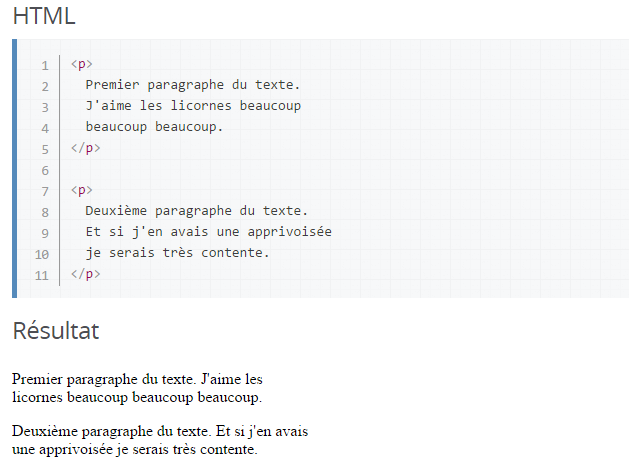 HTML
1 <p>
2 Premier paragraphe du texte.
3 J'aime les licornes beaucoup
4 beaucoup beaucoup.
5 </p>
6
7 <p>
8 Deuxième paragraphe du texte.
9 Et si j'en avais une apprivoisée
10 je serais très contente.
11 </p>
Résultat
Premier paragraphe du texte. J'aime les
licornes beaucoup beaucoup beaucoup.
Deuxième paragraphe du texte. Et si j'en avais
une apprivoisée je serais très contente.